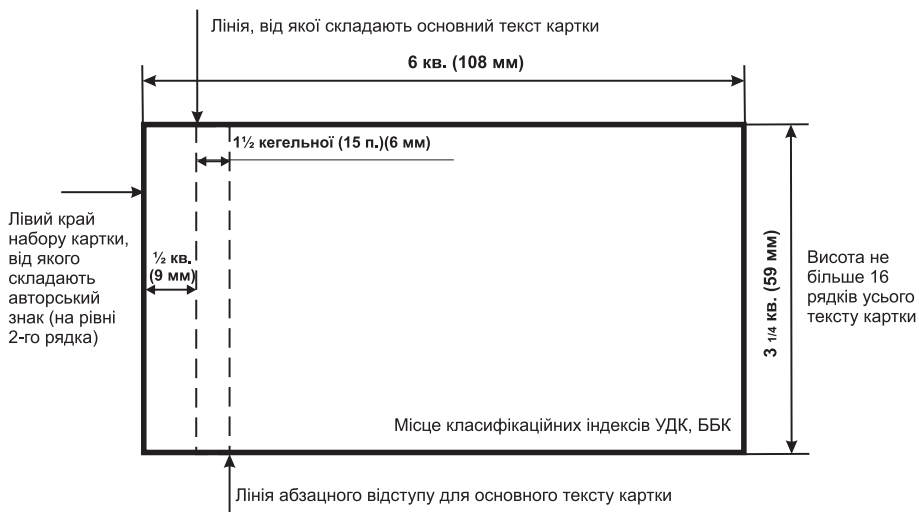 Лінія, від якої складають основний текст картки
6 кв. (108 мм)
1½ кегельної (15 п.)(6 мм)
Лівий край
набору картки,
від якого
складають
авторський
знак (на рівні
2-го рядка)
½ кв.
(9 мм)
3 1/4 кв. (59 мм)
Висота не
більше 16
рядків усього
тексту картки
Місце класифікаційних індексів УДК, ББК
Лінія абзацного відступу для основного тексту картки